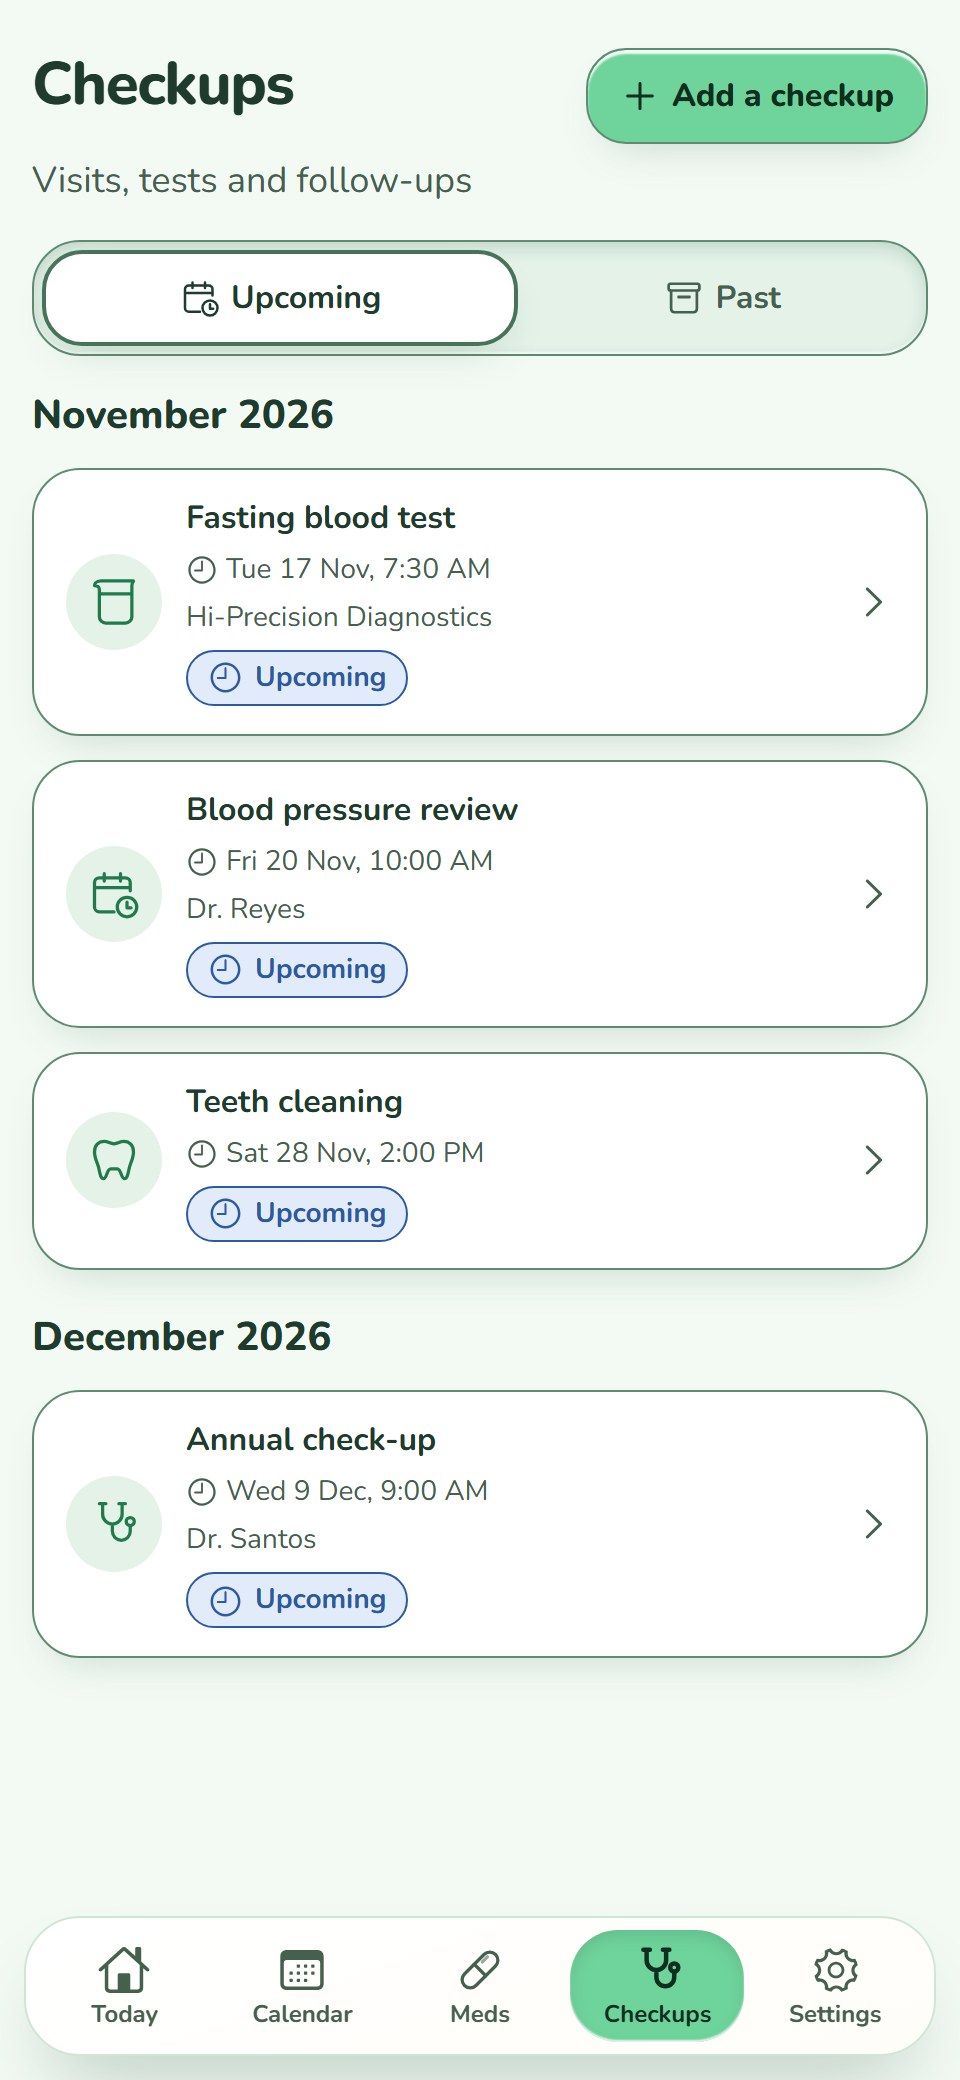 Checkups
Add a checkup
Visits, tests and follow-ups
Upcoming
Past
November 2026
Fasting blood test
Tue 17 Nov, 7:30 AM
Hi-Precision Diagnostics
Upcoming
Blood pressure review
Fri 20 Nov, 10:00 AM
Dr. Reyes
Upcoming
Teeth cleaning
Sat 28 Nov, 2:00 PM
Upcoming
December 2026
Annual check-up
Wed 9 Dec, 9:00 AM
Dr. Santos
Upcoming
Today
Calendar
Meds
Checkups
Settings